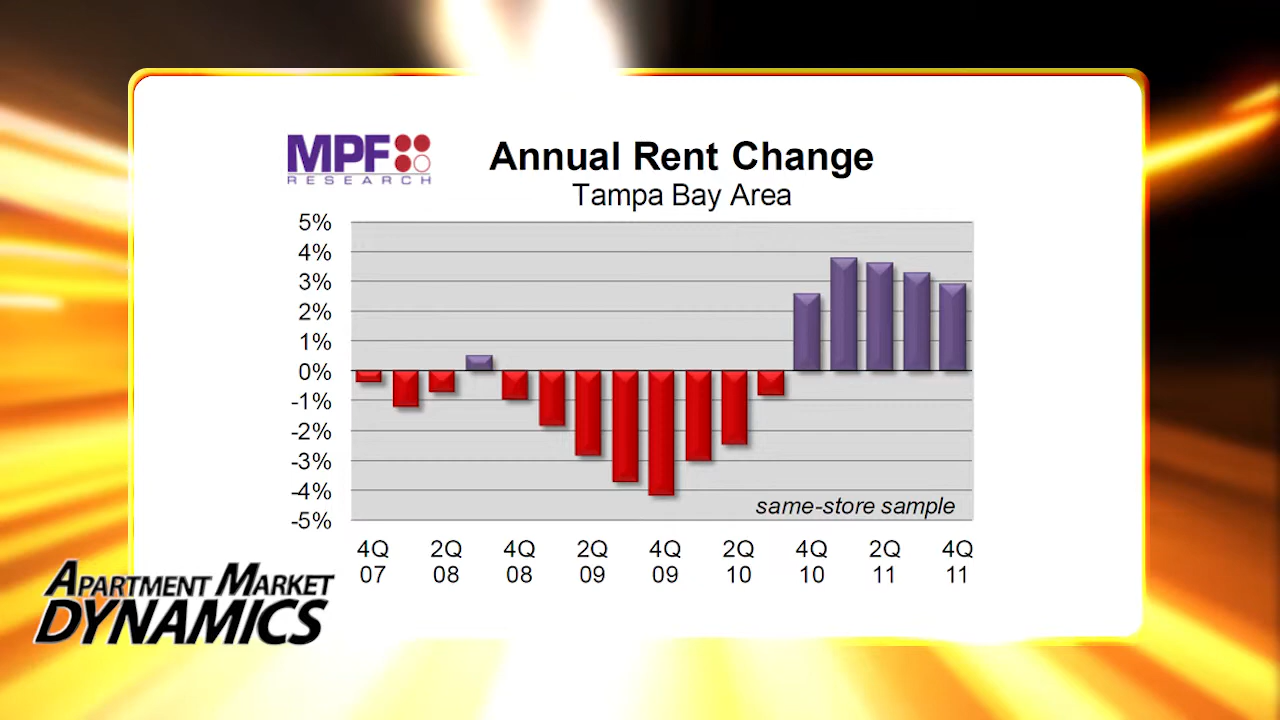 MPF
RESEARCH
Annual Rent Change
Tampa Bay Area
5%
4%
3%
2%
1%
0%
-1%
-2%
-3%
-4%
-5%
same-store sample
4Q 2Q 4Q 2Q 4Q 2Q 4Q 2Q 4Q
07 08 08 09 09 10 10 11 11
APARTMENT MARKET
DYNAMICS